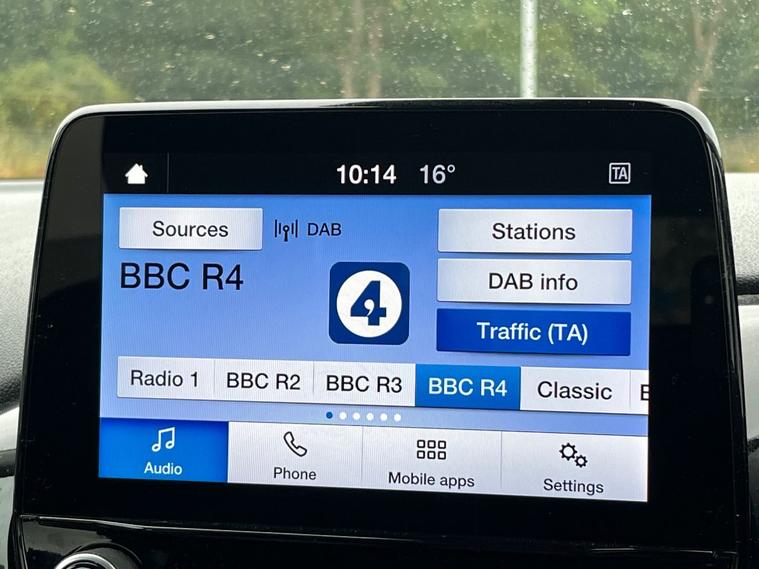 10:14 16° TA
Sources DAB Stations
BBC R4
4
DAB info
Traffic (TA)
Radio 1 BBC R2 BBC R3 BBC R4 Classic
Audio Phone Mobile apps Settings